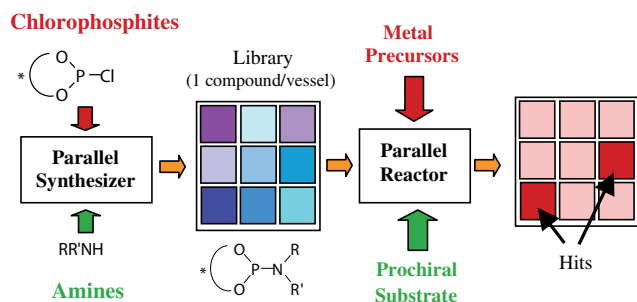 Chlorophosphites
*
O
P
Cl
O
Parallel
Synthesizer
RR'NH
Amines
Library
(1 compound/vessel)
*
O
P
N
R
R'
O
Metal
Precursors
Parallel
Reactor
Prochiral
Substrate
Hits